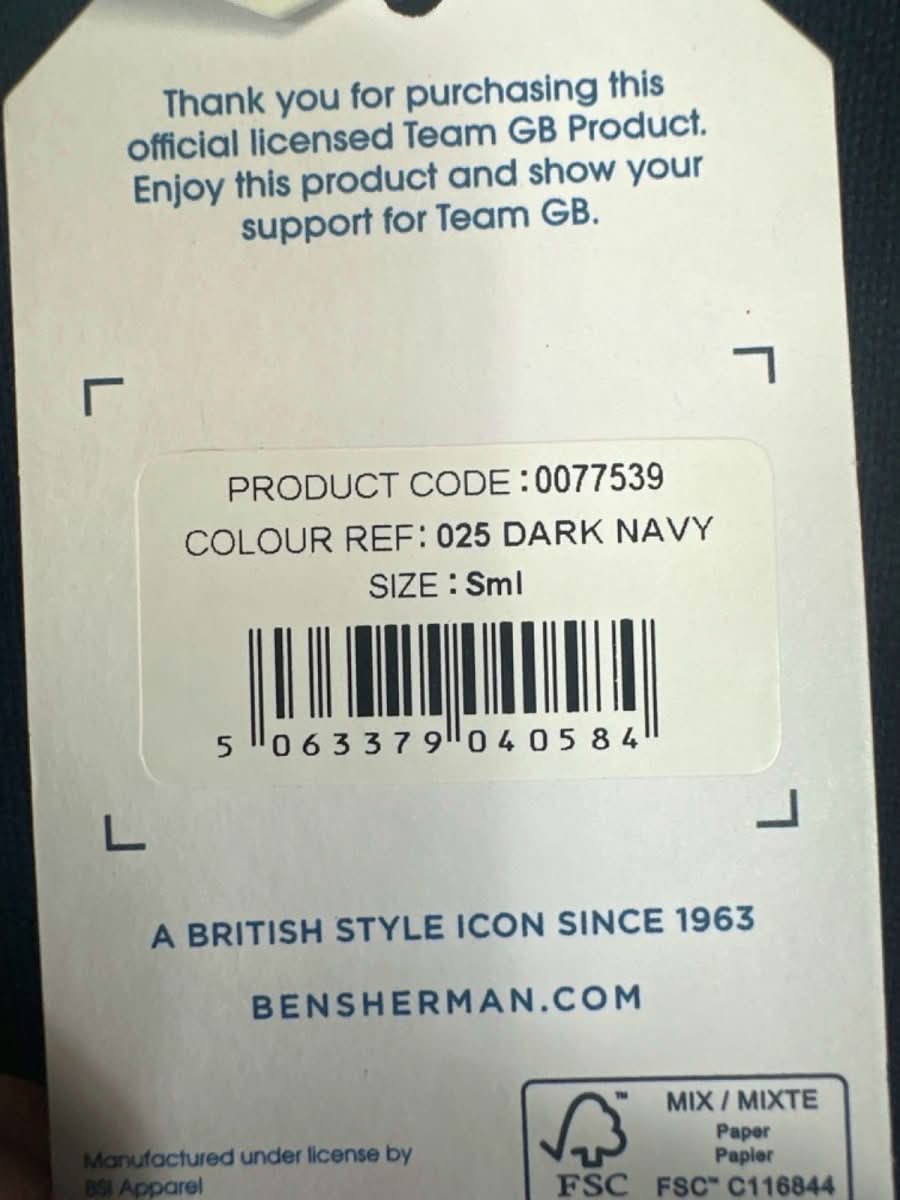 Thank you for purchasing this
official licensed Team GB Product.
Enjoy this product and show your
support for Team GB.
PRODUCT CODE :0077539
COLOUR REF: 025 DARK NAVY
SIZE : Sml
5 063379 040584
A BRITISH STYLE ICON SINCE 1963
BENSHERMAN.COM
MIX / MIXTE
Paper
Papier
FSC™ C116844
™
FSC
Manufactured under license by
BSI Apparel